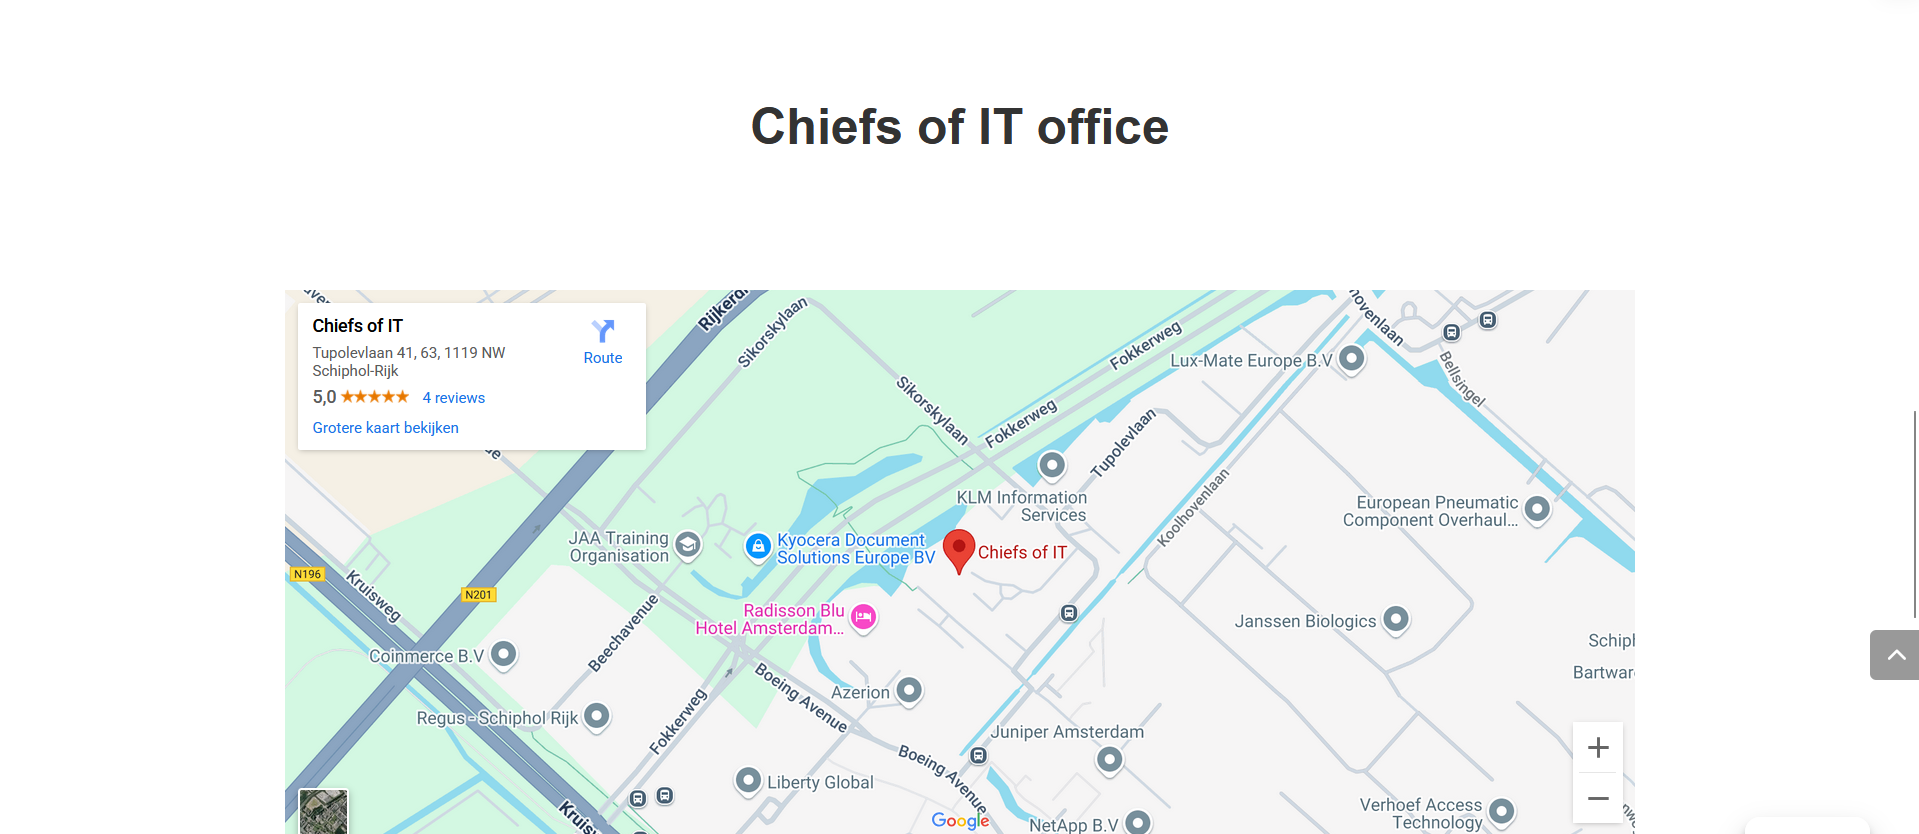 Chiefs of IT office
Chiefs of IT
Tupolevlaan 41, 63, 1119 NW
Schiphol-Rijk
5,0
4 reviews
Grotere kaart bekijken
Route
Sikorskylaan
Sikorskylaan
Fokkerweg
Fokkerweg
Lux-Mate Europe B.V
Bellsingel
Tupolevlaan
Koolhovenlaan
KLM Information
Services
European Pneumatic
Component Overhaul...
JAA Training
Organisation
Kyocera Document
Solutions Europe BV
Chiefs of IT
N196
Kruisweg
N201
Radisson Blu
Hotel Amsterdam...
Janssen Biologics
Beechavenue
Coinmerce B.V
Boeing Avenue
Azerion
Regus - Schiphol Rijk
Fokkerweg
Juniper Amsterdam
Boeing Avenue
Liberty Global
Google
NetApp B.V
Verhoef Access
Technology